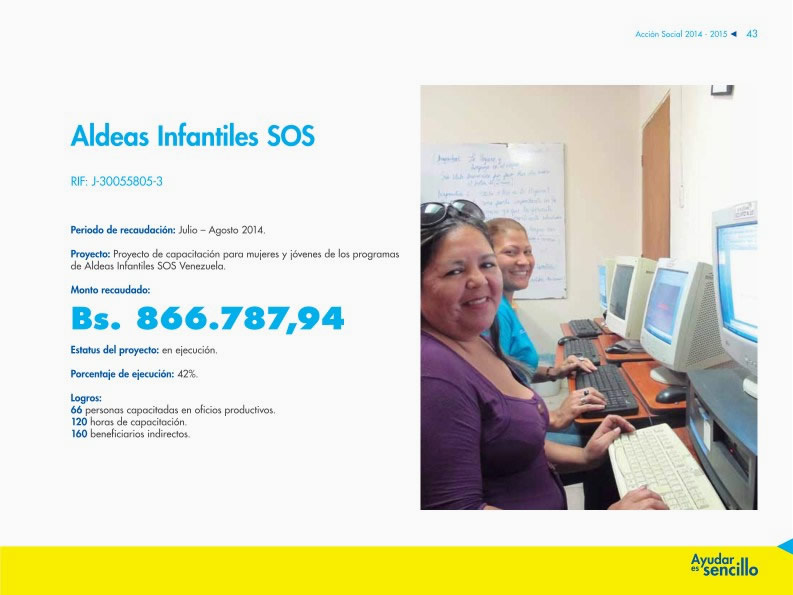 Acción Social 2014 - 2015 ◄ 43
Aldeas Infantiles SOS
RIF: J-30055805-3
Periodo de recaudación: Julio – Agosto 2014.
Proyecto: Proyecto de capacitación para mujeres y jóvenes de los programas
de Aldeas Infantiles SOS Venezuela.
Monto recaudado:
Bs. 866.787,94
Estatus del proyecto: en ejecución.
Porcentaje de ejecución: 42%.
Logros:
66 personas capacitadas en oficios productivos.
120 horas de capacitación.
160 beneficiarios indirectos.
Ayudar
es sencillo